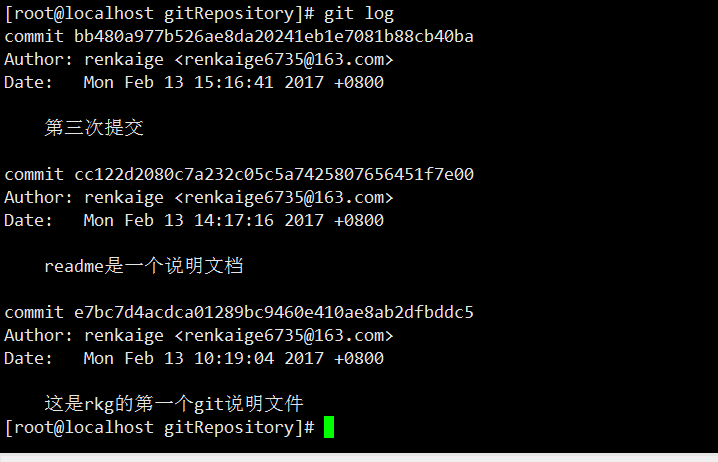 [root@localhost gitRepository]# git log
commit bb480a977b526ae8da20241eb1e7081b88cb40ba
Author: renkaige <renkaige6735@163.com>
Date:   Mon Feb 13 15:16:41 2017 +0800
第三次提交
commit cc122d2080c7a232c05c5a7425807656451f7e00
Author: renkaige <renkaige6735@163.com>
Date:   Mon Feb 13 14:17:16 2017 +0800
readme是一个说明文档
commit e7bc7d4acdca01289bc9460e410ae8ab2dfbddc5
Author: renkaige <renkaige6735@163.com>
Date:   Mon Feb 13 10:19:04 2017 +0800
这是rkg的第一个git说明文件
[root@localhost gitRepository]#